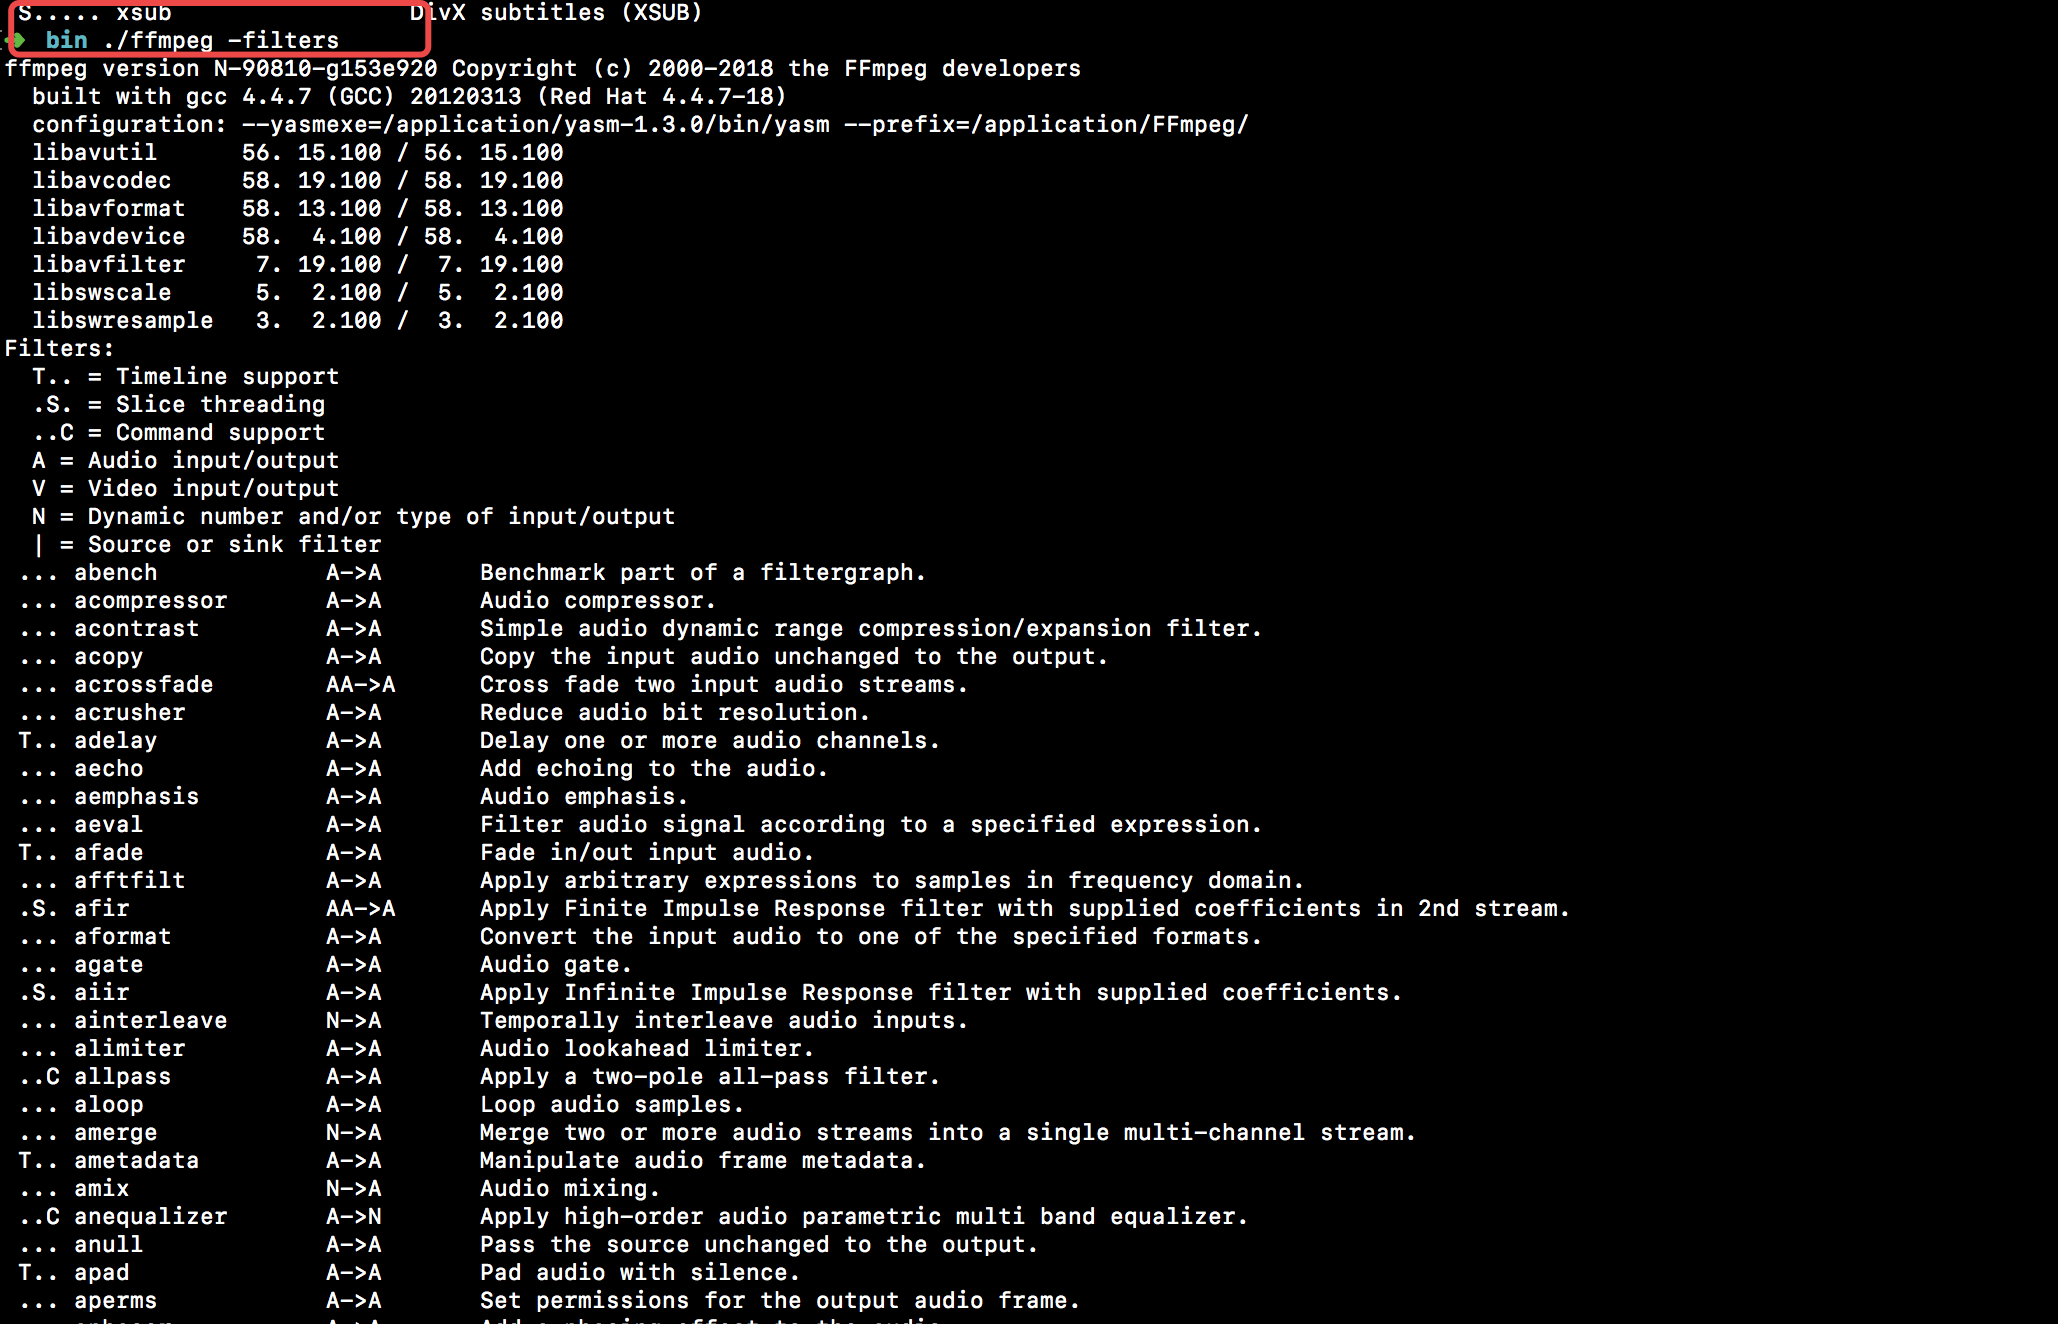 S..... xsub                 DivX subtitles (XSUB)
➜  bin ./ffmpeg -filters
ffmpeg version N-90810-g153e920 Copyright (c) 2000-2018 the FFmpeg developers
  built with gcc 4.4.7 (GCC) 20120313 (Red Hat 4.4.7-18)
  configuration: --yasmexe=/application/yasm-1.3.0/bin/yasm --prefix=/application/FFmpeg/
  libavutil      56. 15.100 / 56. 15.100
  libavcodec     58. 19.100 / 58. 19.100
  libavformat    58. 13.100 / 58. 13.100
  libavdevice    58.  4.100 / 58.  4.100
  libavfilter     7. 19.100 /  7. 19.100
  libswscale      5.  2.100 /  5.  2.100
  libswresample   3.  2.100 /  3.  2.100
Filters:
  T.. = Timeline support
  .S. = Slice threading
  ..C = Command support
  A = Audio input/output
  V = Video input/output
  N = Dynamic number and/or type of input/output
  | = Source or sink filter
 ... abench            A->A       Benchmark part of a filtergraph.
 ... acompressor       A->A       Audio compressor.
 ... acontrast         A->A       Simple audio dynamic range compression/expansion filter.
 ... acopy             A->A       Copy the input audio unchanged to the output.
 ... acrossfade        AA->A      Cross fade two input audio streams.
 ... acrusher          A->A       Reduce audio bit resolution.
 T.. adelay            A->A       Delay one or more audio channels.
 ... aecho             A->A       Add echoing to the audio.
 ... aemphasis         A->A       Audio emphasis.
 ... aeval             A->A       Filter audio signal according to a specified expression.
 T.. afade             A->A       Fade in/out input audio.
 ... afftfilt          A->A       Apply arbitrary expressions to samples in frequency domain.
 .S. afir              AA->A      Apply Finite Impulse Response filter with supplied coefficients in 2nd stream.
 ... aformat           A->A       Convert the input audio to one of the specified formats.
 ... agate             A->A       Audio gate.
 .S. aiir              A->A       Apply Infinite Impulse Response filter with supplied coefficients.
 ... ainterleave       N->A       Temporally interleave audio inputs.
 ... alimiter          A->A       Audio lookahead limiter.
 ..C allpass           A->A       Apply a two-pole all-pass filter.
 ... aloop             A->A       Loop audio samples.
 ... amerge            N->A       Merge two or more audio streams into a single multi-channel stream.
 T.. ametadata         A->A       Manipulate audio frame metadata.
 ... amix              N->A       Audio mixing.
 ..C anequalizer       A->N       Apply high-order audio parametric multi band equalizer.
 ... anull             A->A       Pass the source unchanged to the output.
 T.. apad              A->A       Pad audio with silence.
 ... aperms            A->A       Set permissions for the output audio frame.